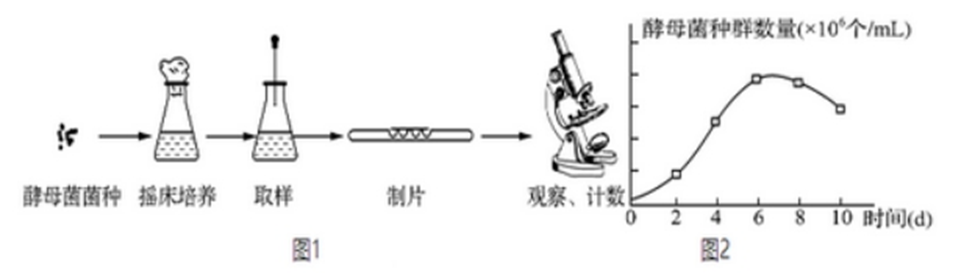 酵母菌种群数量(×10⁶个/mL)
酵母菌菌种 摇床培养 取样 制片 观察、计数
0 2 4 6 8 10 时间(d)
图1 图2